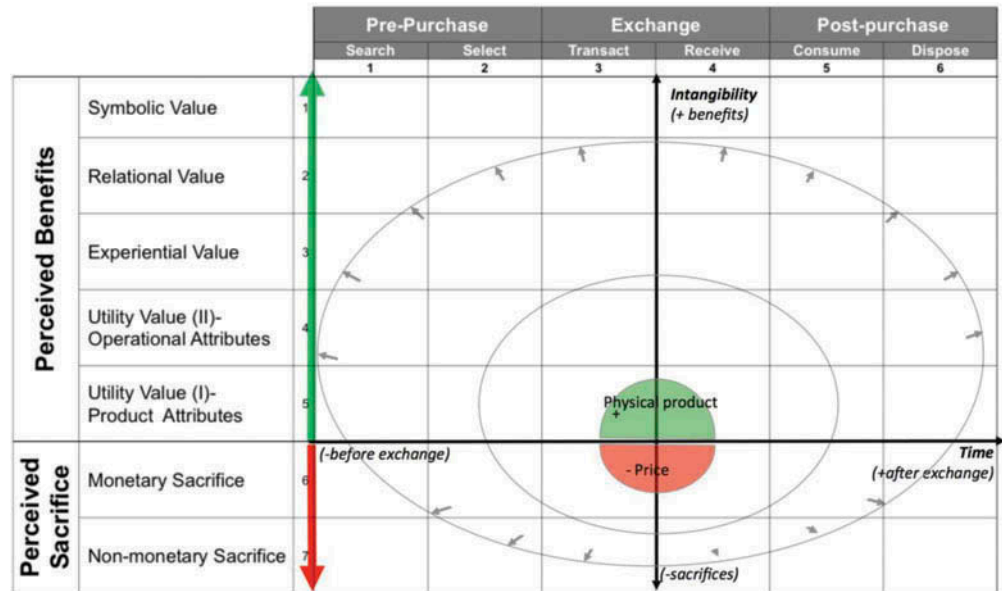 Pre-Purchase Exchange Post-purchase
Search Select Transact Receive Consume Dispose
1 2 3 4 5 6
Perceived Benefits
Symbolic Value 1
Intangibility
(+ benefits)
Relational Value 2
Experiential Value 3
Utility Value (II)-
Operational Attributes 4
Utility Value (I)-
Product Attributes 5
Physical product
+
(-before exchange)
Time
(+after exchange)
Perceived
Sacrifice
Monetary Sacrifice 6
- Price
Non-monetary Sacrifice 7
(-sacrifices)